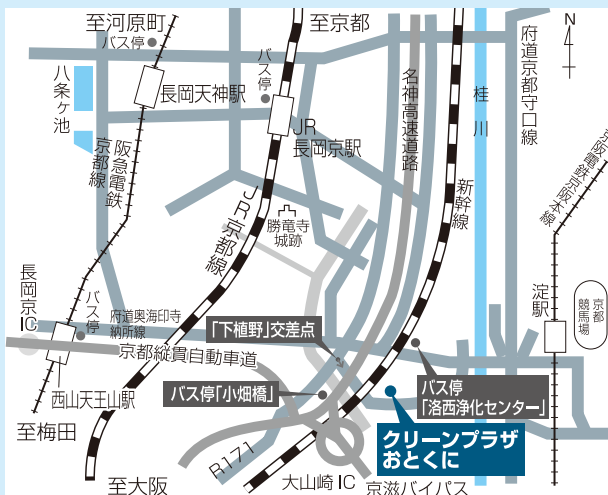 至河原町
バス停
至京都
N
府道京都守口線
八条ヶ池
長岡天神駅
バス停
名神高速道路
桂川
JR
長岡京駅
阪急電鉄
京都線
京阪電鉄京阪本線
新幹線
JR京都線
勝竜寺
城跡
長岡京IC
バス停
府道奥海印寺
納所線
京都縦貫自動車道
「下植野」交差点
淀駅
京都
競馬場
西山天王山駅
バス停「小畑橋」
バス停
「洛西浄化センター」
至梅田
クリーンプラザ
おとくに
R171
至大阪
大山崎IC
京滋バイパス